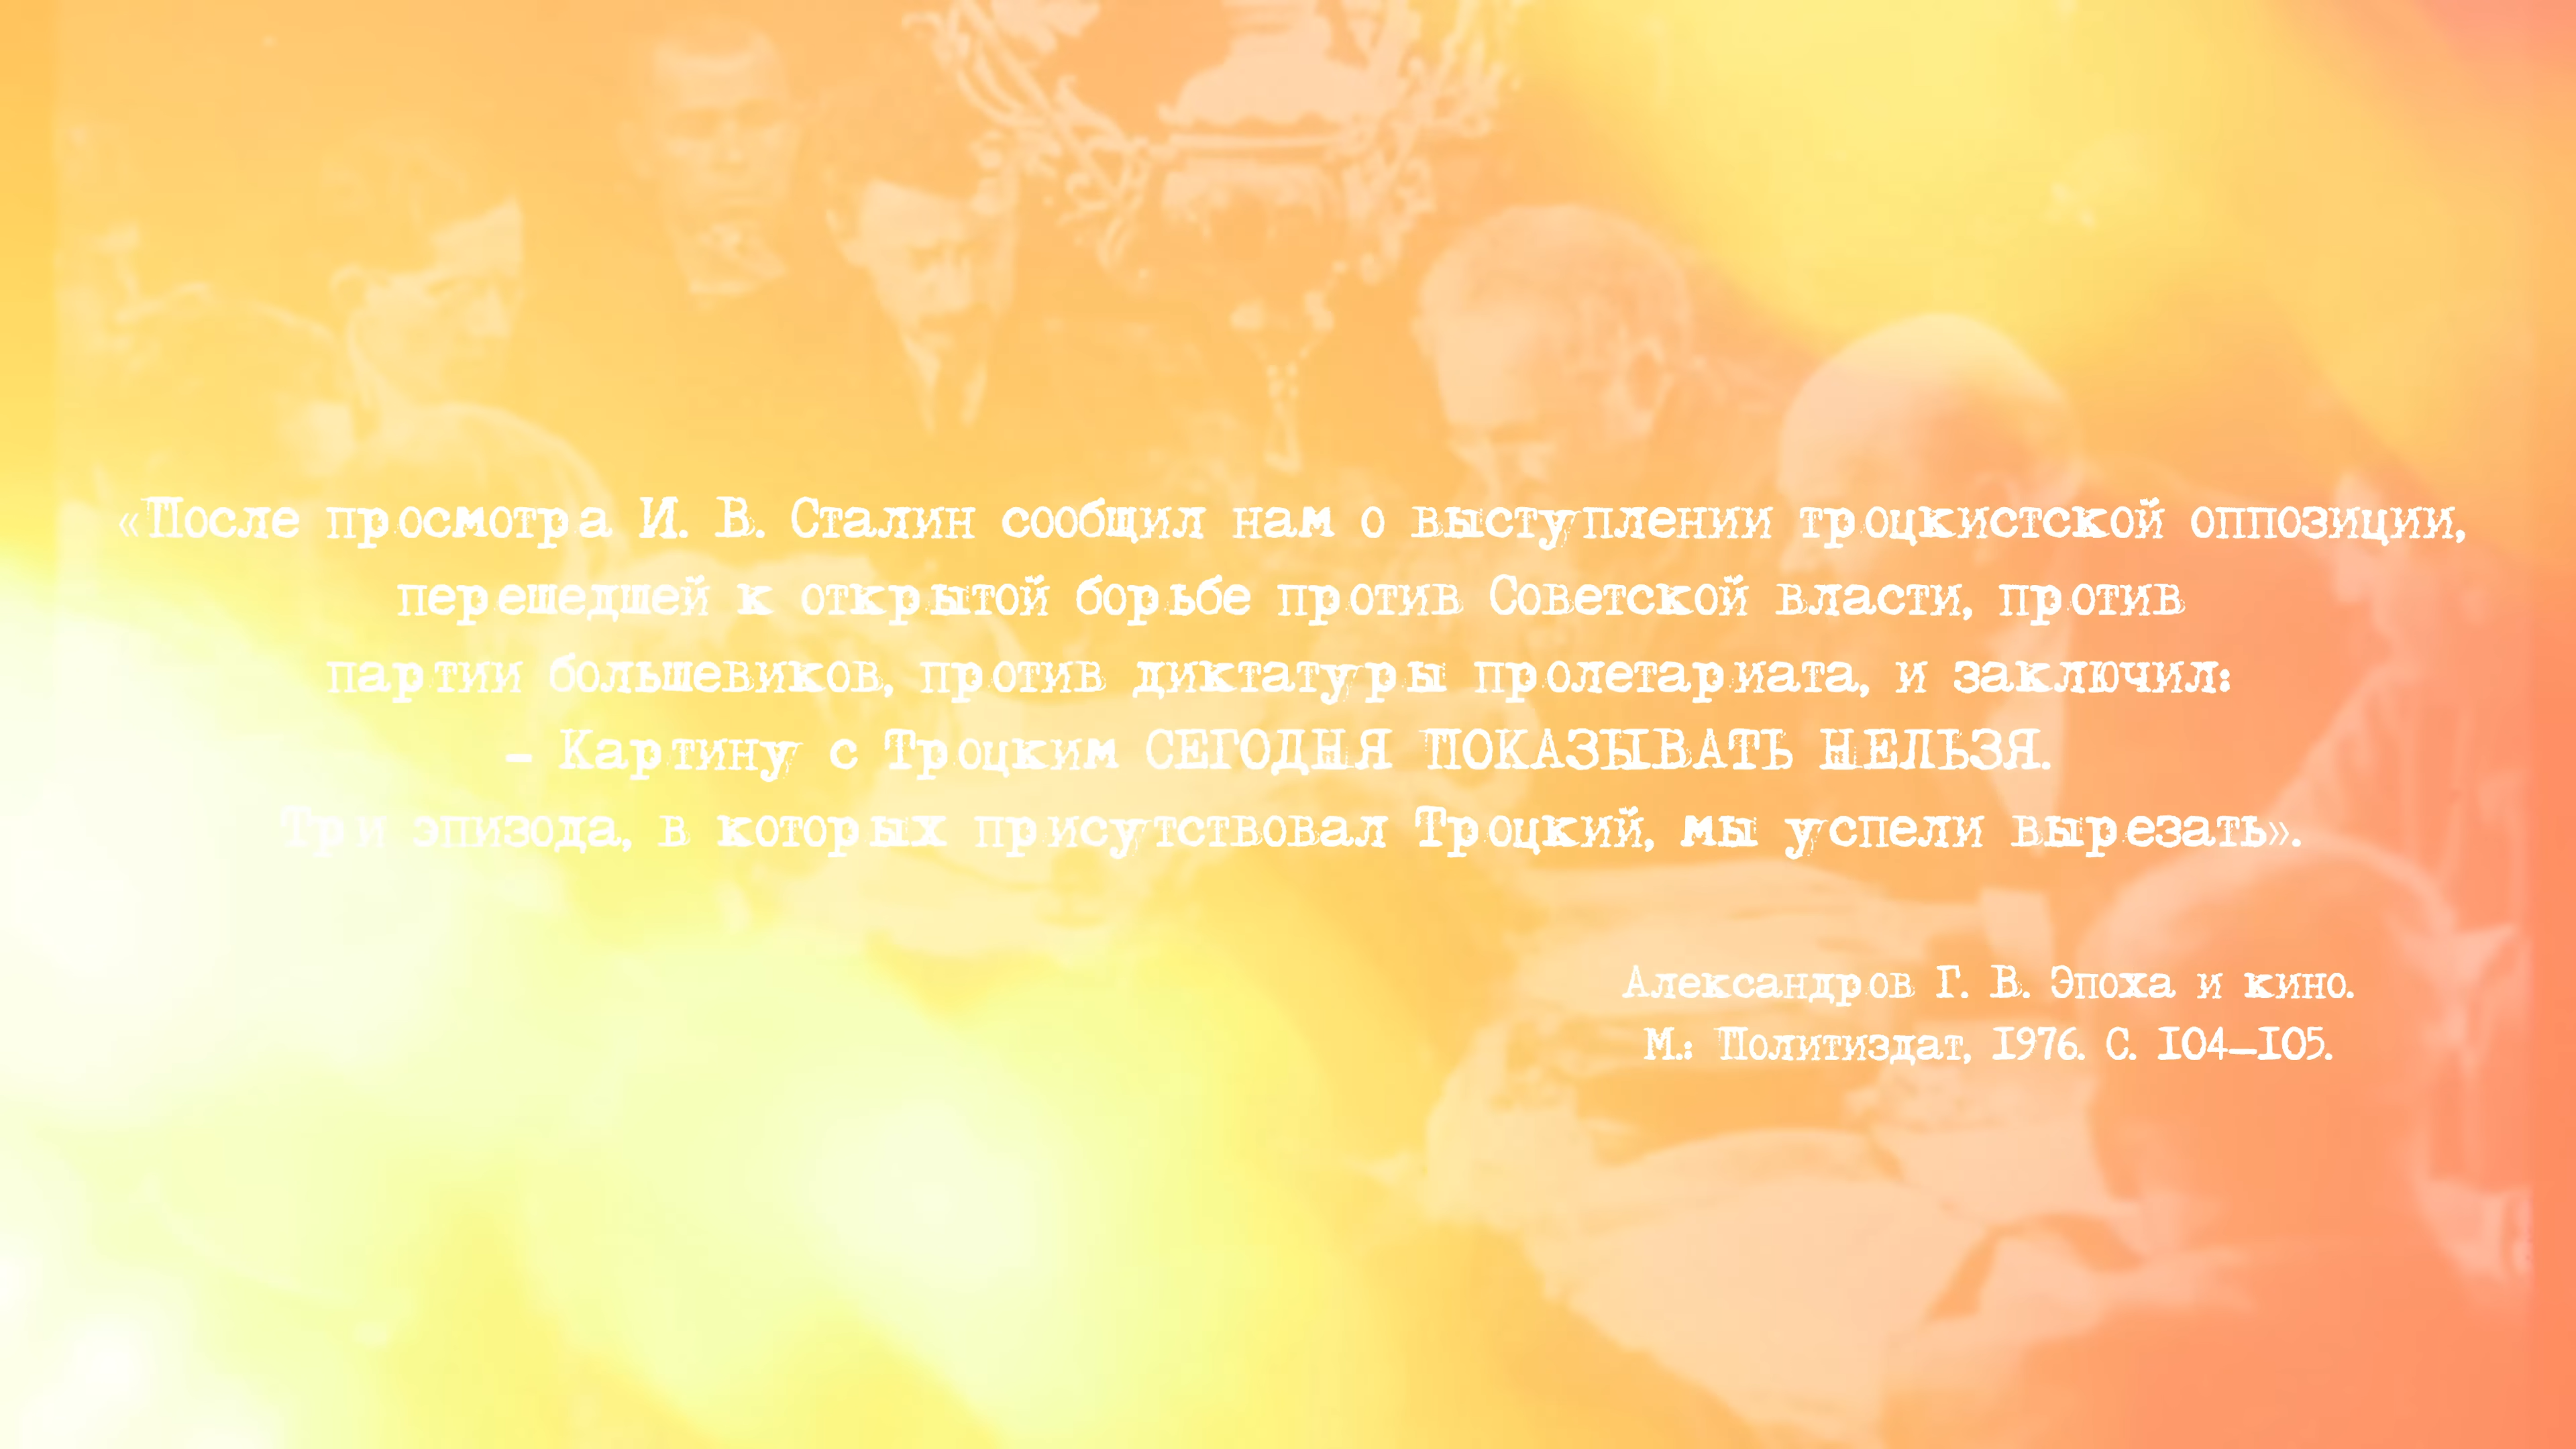 «После просмотра И. В. Сталин сообщил нам о выступлении троцкистской оппозиции,
перешедшей к открытой борьбе против Советской власти, против
партии большевиков, против диктатуры пролетариата, и заключил:
– Картину с Троцким СЕГОДНЯ ПОКАЗЫВАТЬ НЕЛЬЗЯ.
Три эпизода, в которых присутствовал Троцкий, мы успели вырезать».
Александров Г. В. Эпоха и кино.
М.: Политиздат, 1976. С. 104–105.